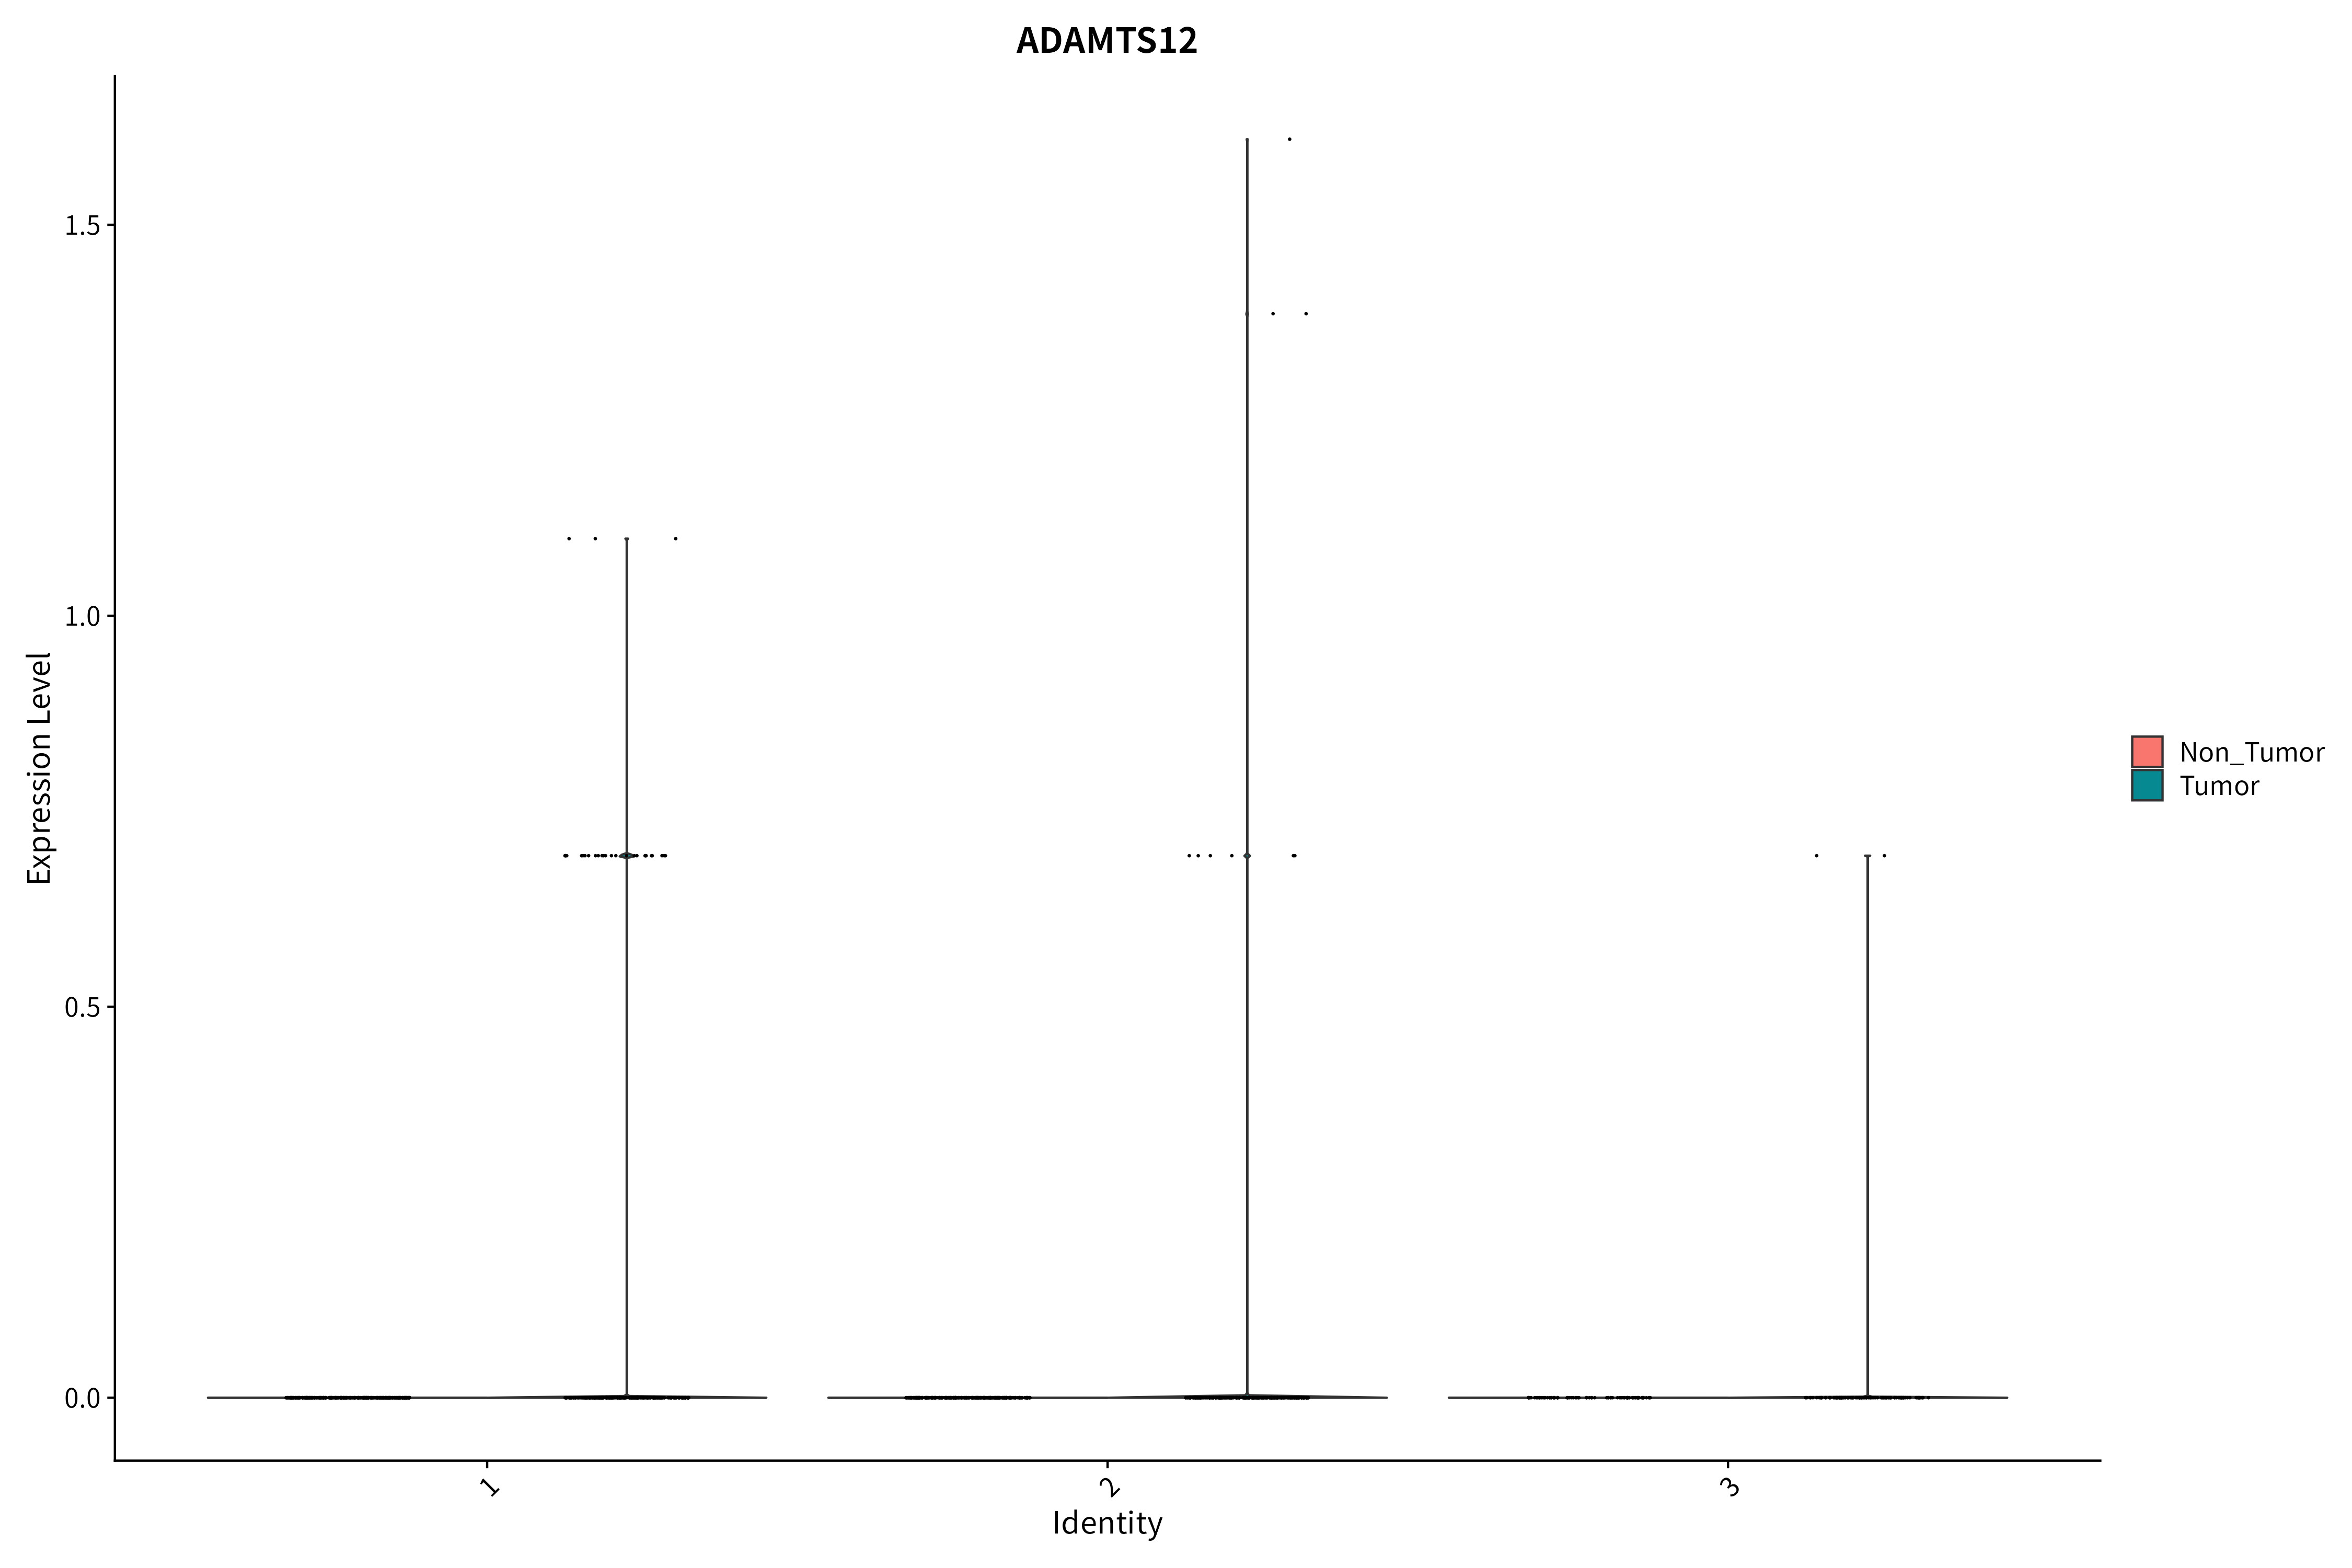 ADAMTS12
Expression Level
1.5
1.0
0.5
0.0
1
2
3
Identity
Non_Tumor
Tumor